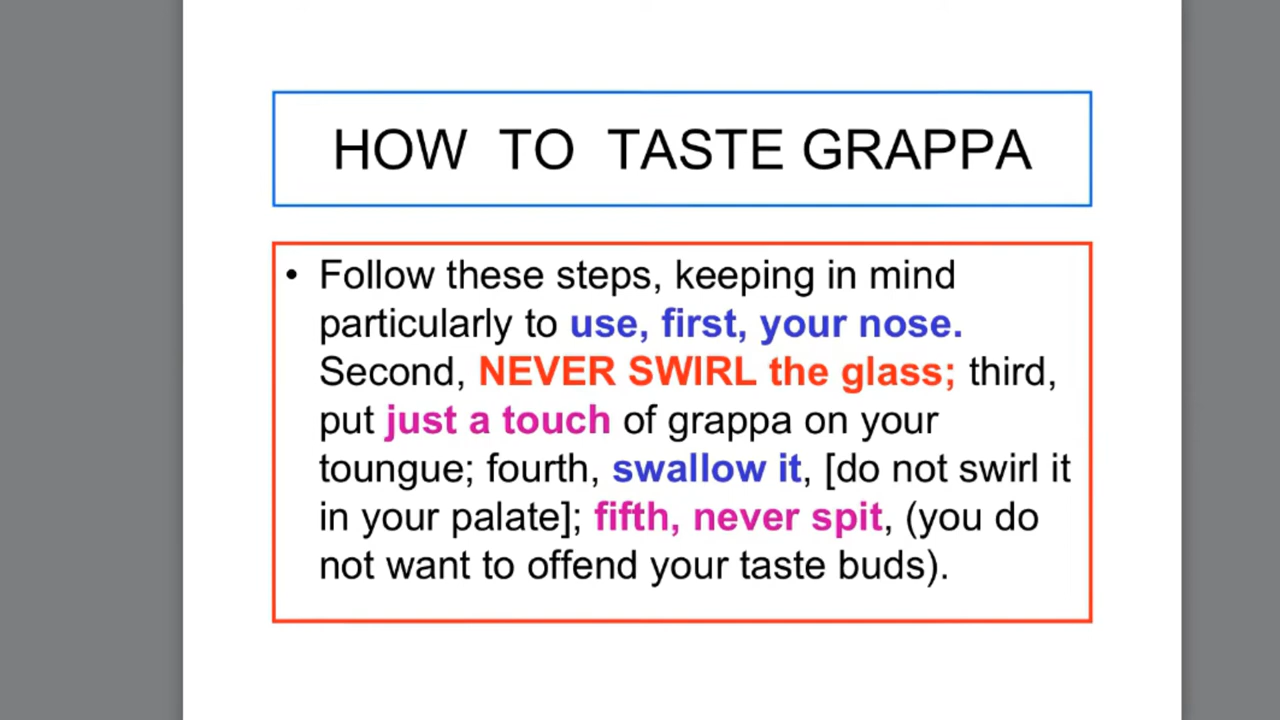 HOW TO TASTE GRAPPA
• Follow these steps, keeping in mind
particularly to use, first, your nose.
Second, NEVER SWIRL the glass; third,
put just a touch of grappa on your
toungue; fourth, swallow it, [do not swirl it
in your palate]; fifth, never spit, (you do
not want to offend your taste buds).